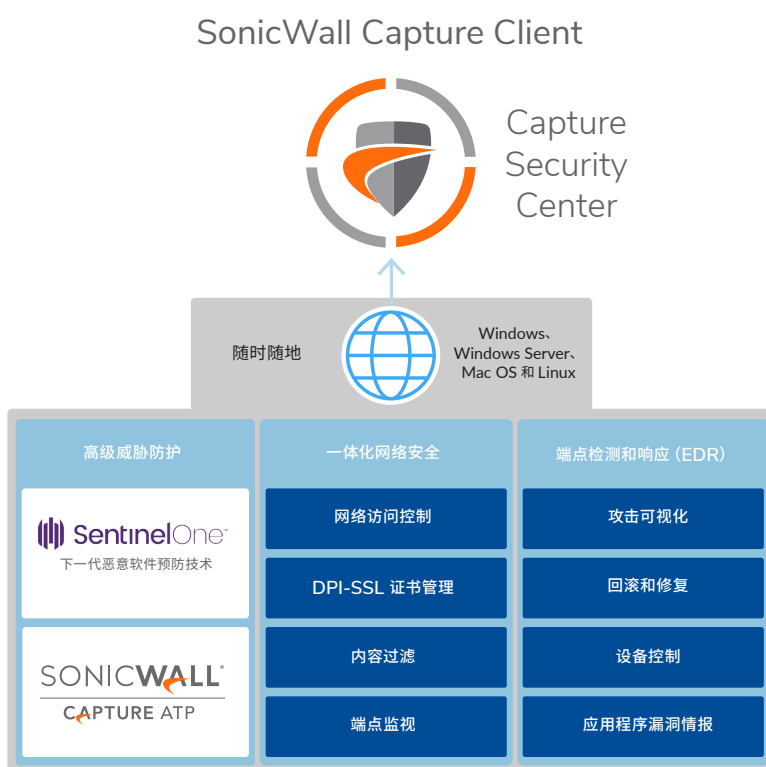 SonicWall Capture Client
Capture
Security
Center
随时随地
Windows、
Windows Server、
Mac OS 和 Linux
高级威胁防护
SentinelOne™
下一代恶意软件预防技术
SONICWALL®
CAPTURE ATP
一体化网络安全
网络访问控制
DPI-SSL 证书管理
内容过滤
端点监视
端点检测和响应 (EDR)
攻击可视化
回滚和修复
设备控制
应用程序漏洞情报